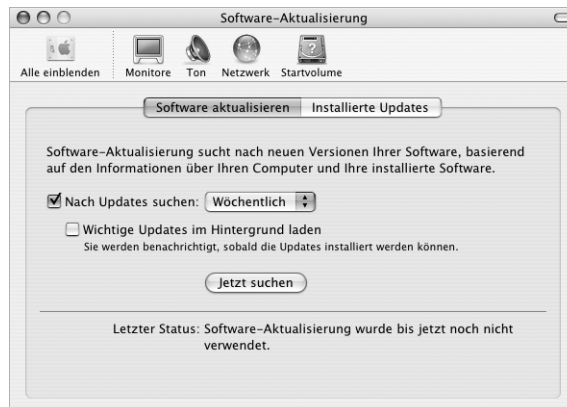 Software-Aktualisierung
Alle einblenden
Monitore
Ton
Netzwerk
Startvolume
Software aktualisieren
Installierte Updates
Software-Aktualisierung sucht nach neuen Versionen Ihrer Software, basierend
auf den Informationen über Ihren Computer und Ihre installierte Software.
Nach Updates suchen: Wöchentlich
Wichtige Updates im Hintergrund laden
Sie werden benachrichtigt, sobald die Updates installiert werden können.
Jetzt suchen
Letzter Status: Software-Aktualisierung wurde bis jetzt noch nicht
verwendet.